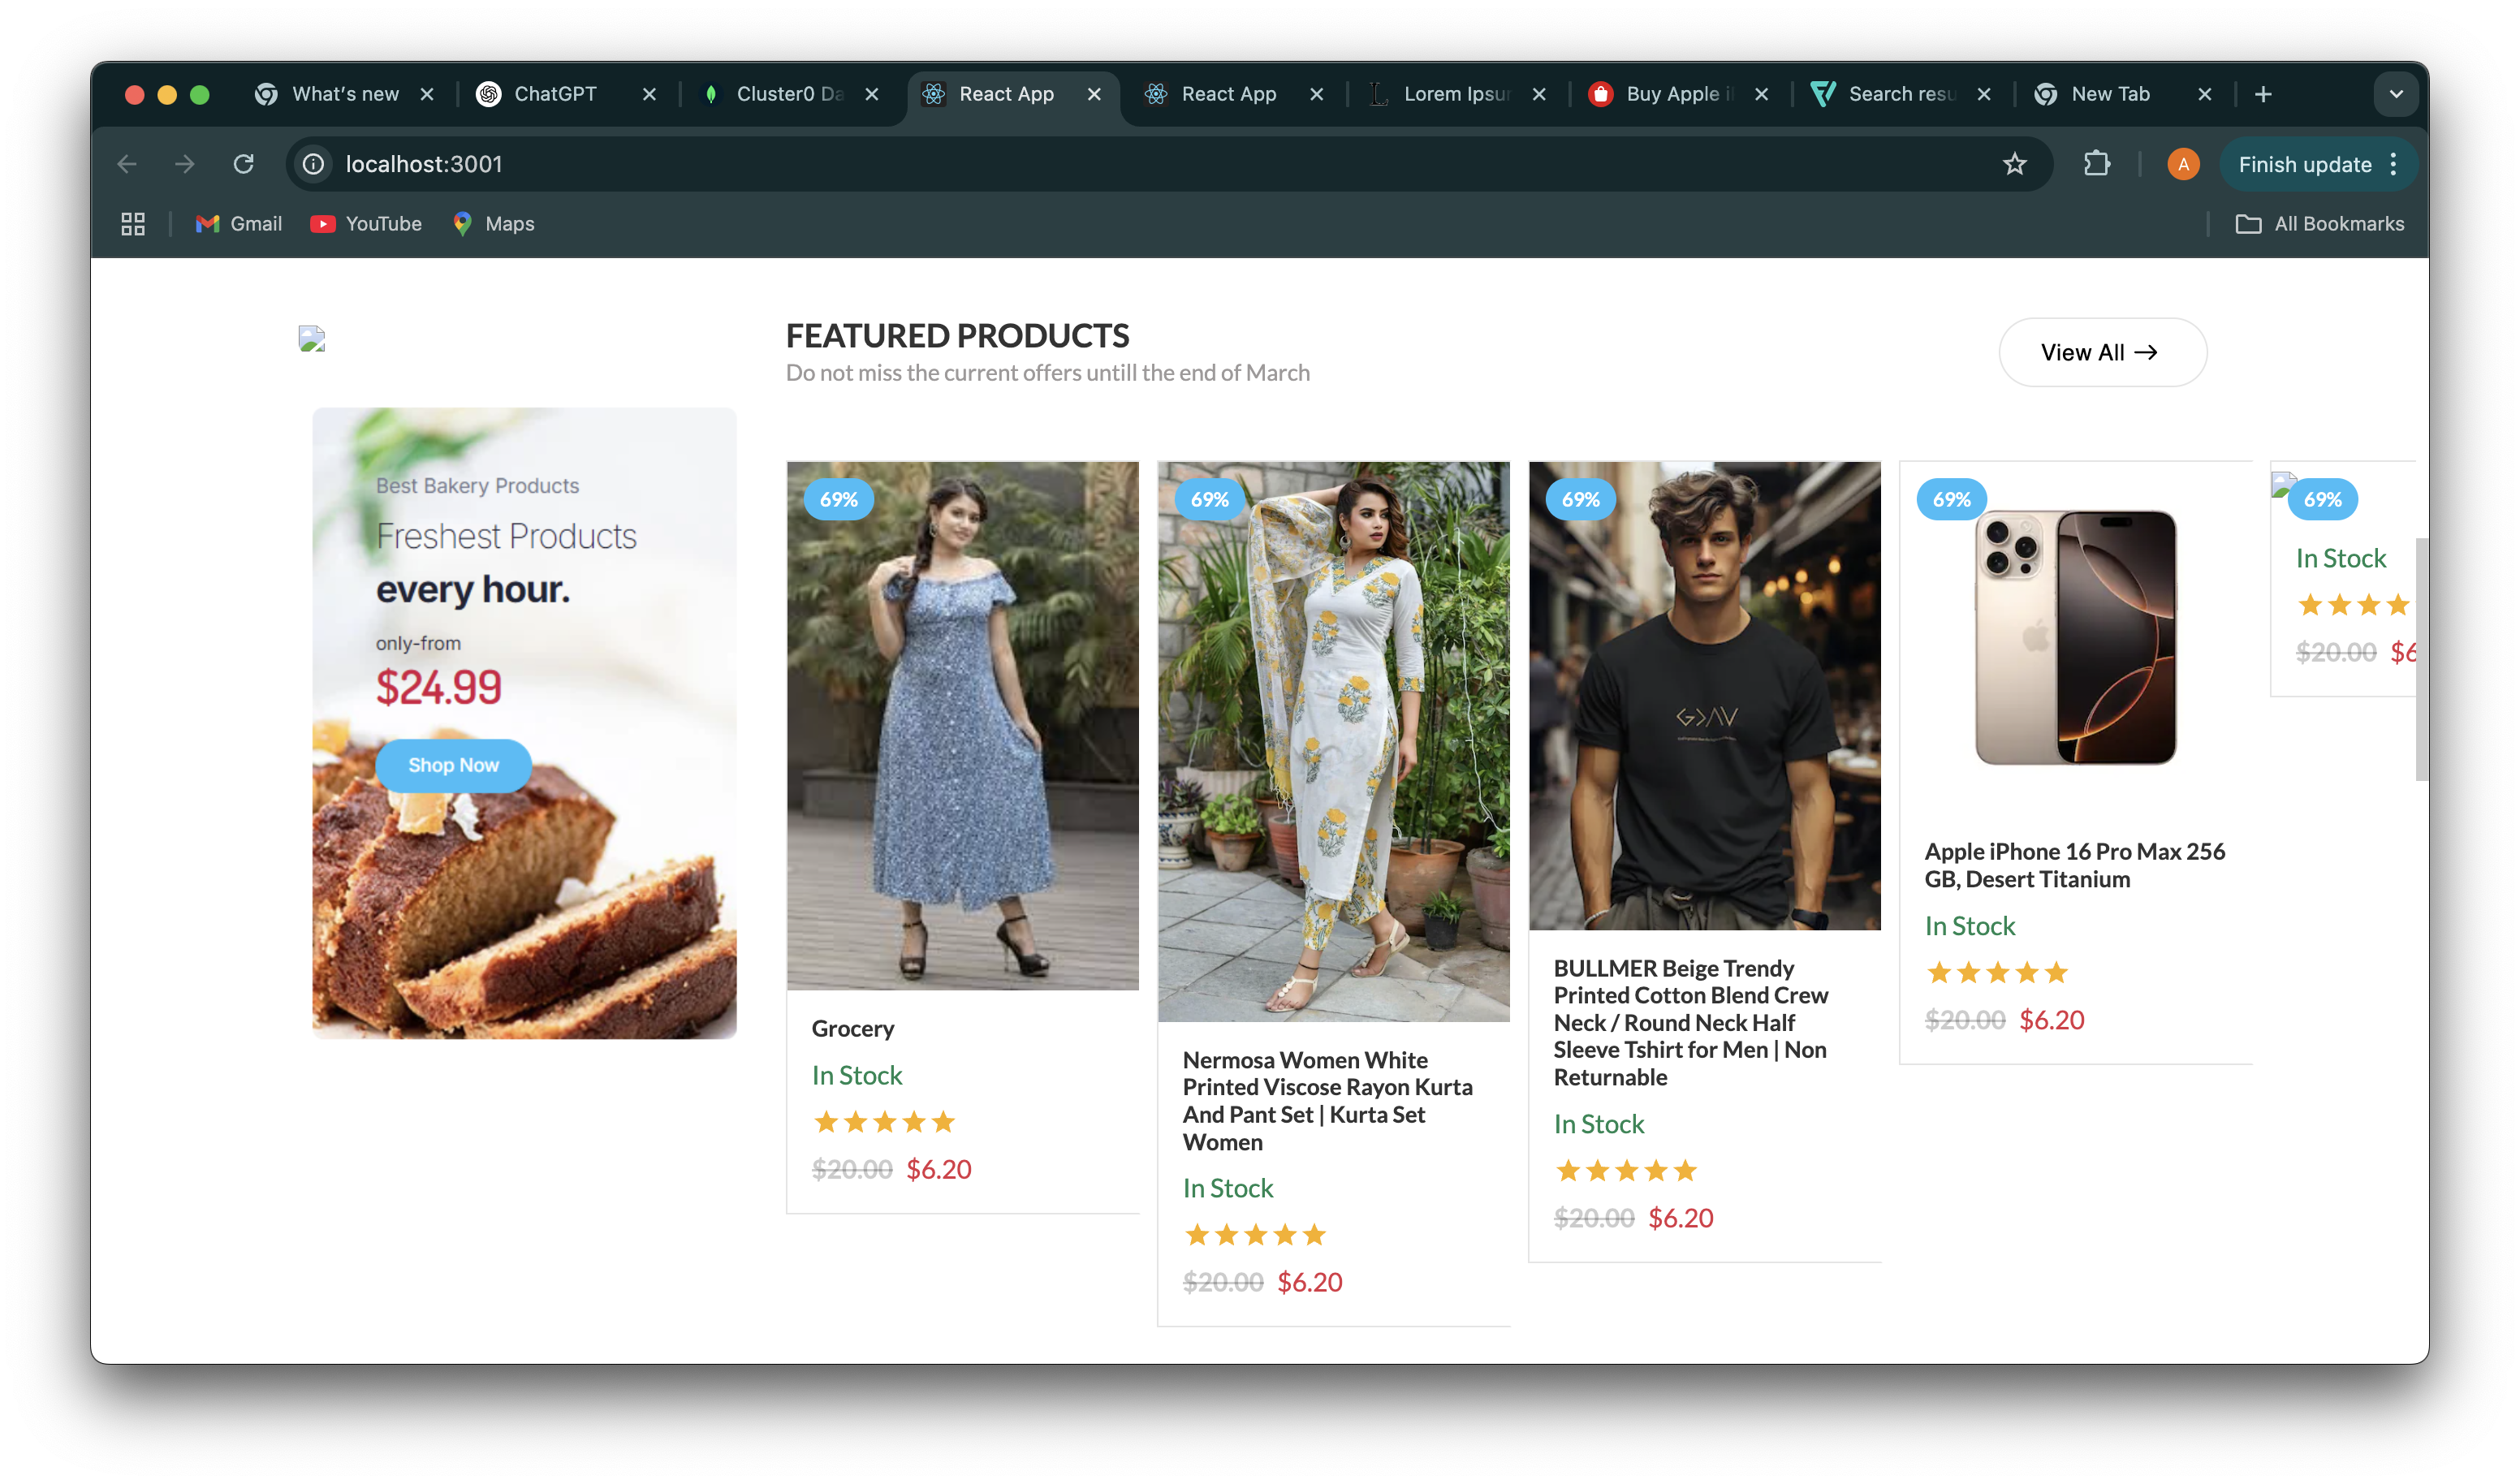 What's new
ChatGPT
Cluster0 Da
React App
React App
Lorem Ipsur
Buy Apple i
Search resu
New Tab
localhost:3001
A
Finish update
Gmail
YouTube
Maps
All Bookmarks
FEATURED PRODUCTS
Do not miss the current offers untill the end of March
View All
Best Bakery Products
Freshest Products
every hour.
only-from
$24.99
Shop Now
69%
Grocery
In Stock
$20.00 $6.20
69%
Nermosa Women White
Printed Viscose Rayon Kurta
And Pant Set | Kurta Set
Women
In Stock
$20.00 $6.20
69%
BULLMER Beige Trendy
Printed Cotton Blend Crew
Neck / Round Neck Half
Sleeve Tshirt for Men | Non
Returnable
In Stock
$20.00 $6.20
69%
Apple iPhone 16 Pro Max 256
GB, Desert Titanium
In Stock
$20.00 $6.20
69%
In Stock
$20.00 $6